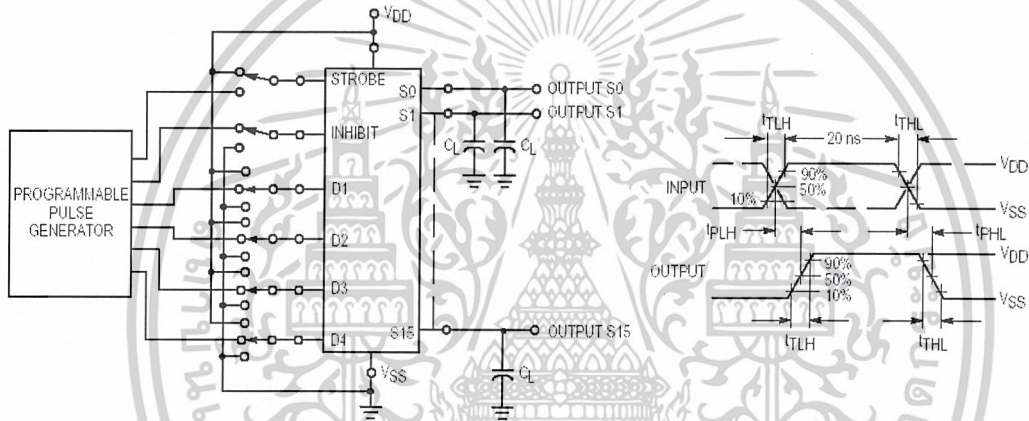 VDD
STROBE
S0
OUTPUT S0
S1
OUTPUT S1
INHIBIT
CL
CL
PROGRAMMABLE
PULSE
GENERATOR
D1
D2
D3
D4
S15
OUTPUT S15
VSS
CL
tTLH
20 ns
tTHL
VDD
INPUT
90%
50%
10%
VSS
tPLH
tPHL
VDD
OUTPUT
90%
50%
10%
VSS
tTLH
tTHL